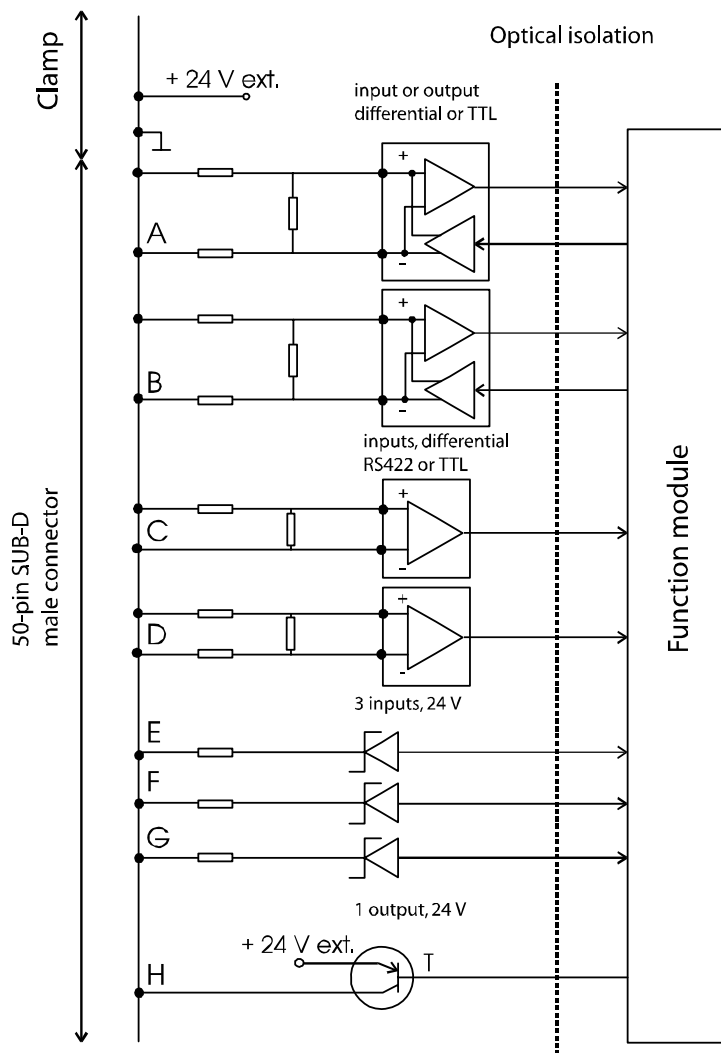 Clamp
Optical isolation
+ 24 V ext.
input or output
differential or TTL
+
A
-
+
B
-
inputs, differential
RS422 or TTL
50-pin SUB-D
male connector
Function module
+
C
-
+
D
-
3 inputs, 24 V
E
F
G
1 output, 24 V
+ 24 V ext.
H
T